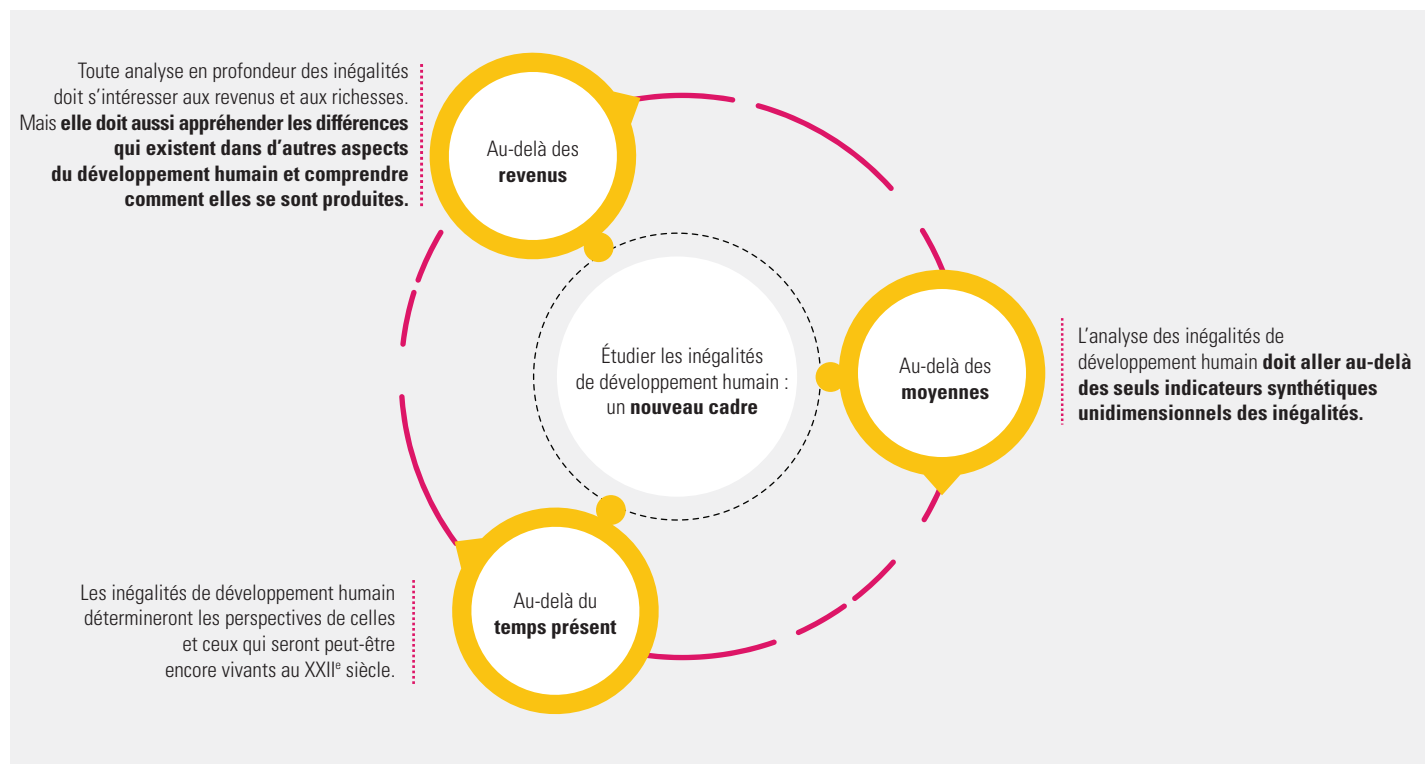 Toute analyse en profondeur des inégalités
doit s’intéresser aux revenus et aux richesses.
Mais elle doit aussi appréhender les différences
qui existent dans d’autres aspects
du développement humain et comprendre
comment elles se sont produites.
Au-delà des
revenus
Étudier les inégalités
de développement humain :
un nouveau cadre
Au-delà des
moyennes
L’analyse des inégalités de
développement humain doit aller au-delà
des seuls indicateurs synthétiques
unidimensionnels des inégalités.
Les inégalités de développement humain
détermineront les perspectives de celles
et ceux qui seront peut-être
encore vivants au XXIIe siècle.
Au-delà du
temps présent